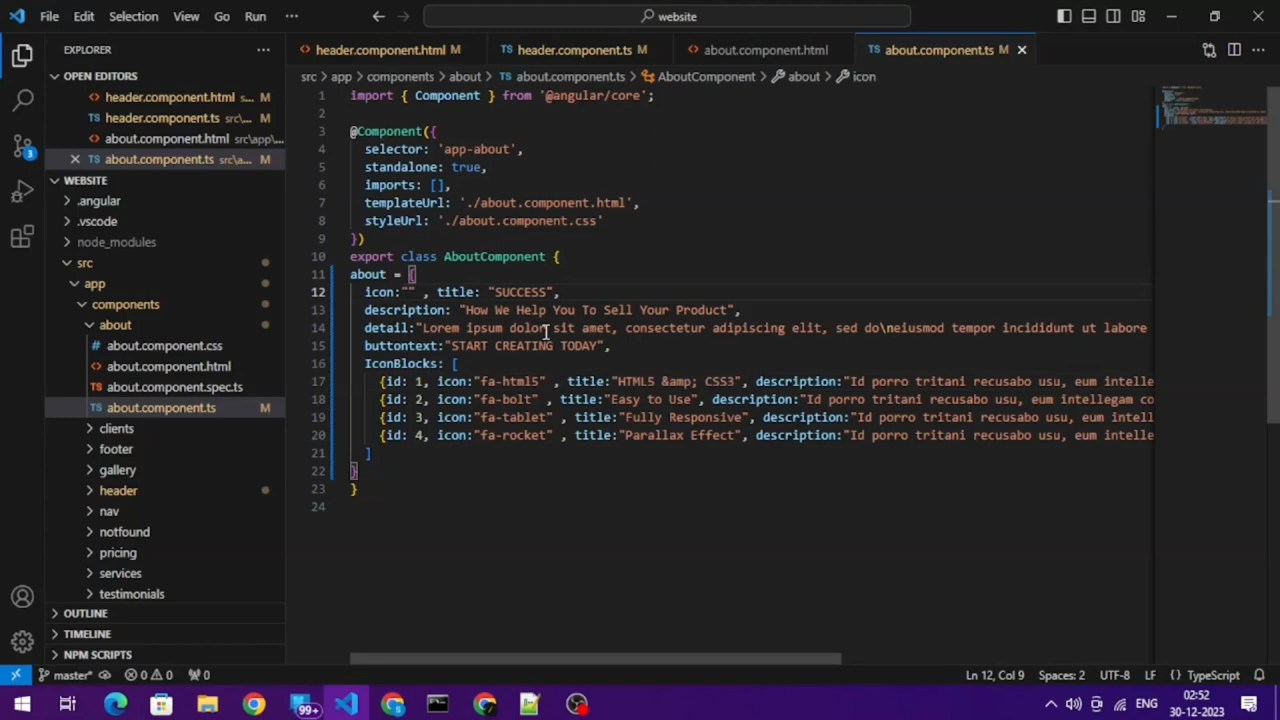 File Edit Selection View Go Run ··· website
EXPLORER ···
OPEN EDITORS
header.component.html s... M
header.component.ts src\... M
about.component.html src\app\...
about.component.ts src\a... M
WEBSITE
.angular
.vscode
node_modules
src
app
components
about
about.component.css
about.component.html
about.component.spec.ts
about.component.ts M
clients
footer
gallery
header
nav
notfound
pricing
services
testimonials
OUTLINE
TIMELINE
NPM SCRIPTS
header.component.html M header.component.ts M about.component.html about.component.ts M
src > app > components > about > TS about.component.ts > AboutComponent > about > icon
1 import { Component } from '@angular/core';
2
3 @Component({
4 selector: 'app-about',
5 standalone: true,
6 imports: [],
7 templateUrl: './about.component.html',
8 styleUrl: './about.component.css'
9 })
10 export class AboutComponent {
11 about = {
12 icon:"" , title: "SUCCESS",
13 description: "How We Help You To Sell Your Product",
14 detail:"Lorem ipsum dolor sit amet, consectetur adipiscing elit, sed do\neiusmod tempor incididunt ut labore
15 buttontext:"START CREATING TODAY",
16 IconBlocks: [
17 {id: 1, icon:"fa-html5" , title:"HTML5 &amp; CSS3", description:"Id porro tritani recusabo usu, eum intelle
18 {id: 2, icon:"fa-bolt" , title:"Easy to Use", description:"Id porro tritani recusabo usu, eum intellegam co
19 {id: 3, icon:"fa-tablet" , title:"Fully Responsive", description:"Id porro tritani recusabo usu, eum intelle
20 {id: 4, icon:"fa-rocket" , title:"Parallax Effect", description:"Id porro tritani recusabo usu, eum intelle
21 ]
22 }
23 }
24
3
master* 0 0 0 Ln 12, Col 9 Spaces: 2 UTF-8 LF {} TypeScript
99+ ENG 02:52
30-12-2023